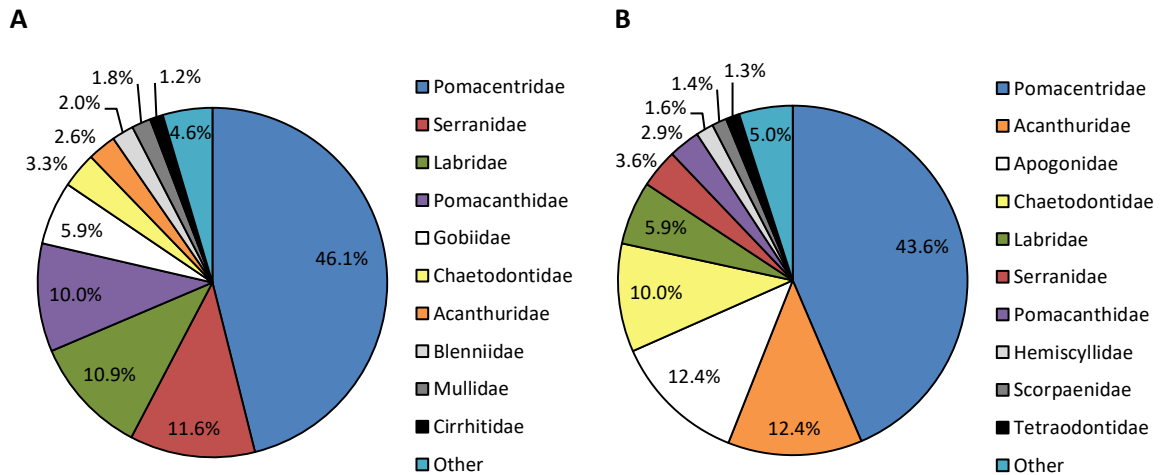 A
46.1%
11.6%
10.9%
10.0%
5.9%
3.3%
2.6%
2.0%
1.8%
1.2%
4.6%
Pomacentridae
Serranidae
Labridae
Pomacanthidae
Gobiidae
Chaetodontidae
Acanthuridae
Blenniidae
Mullidae
Cirrhitidae
Other
B
43.6%
12.4%
12.4%
10.0%
5.9%
3.6%
2.9%
1.6%
1.4%
1.3%
5.0%
Pomacentridae
Acanthuridae
Apogonidae
Chaetodontidae
Labridae
Serranidae
Pomacanthidae
Hemiscyllidae
Scorpaenidae
Tetraodontidae
Other